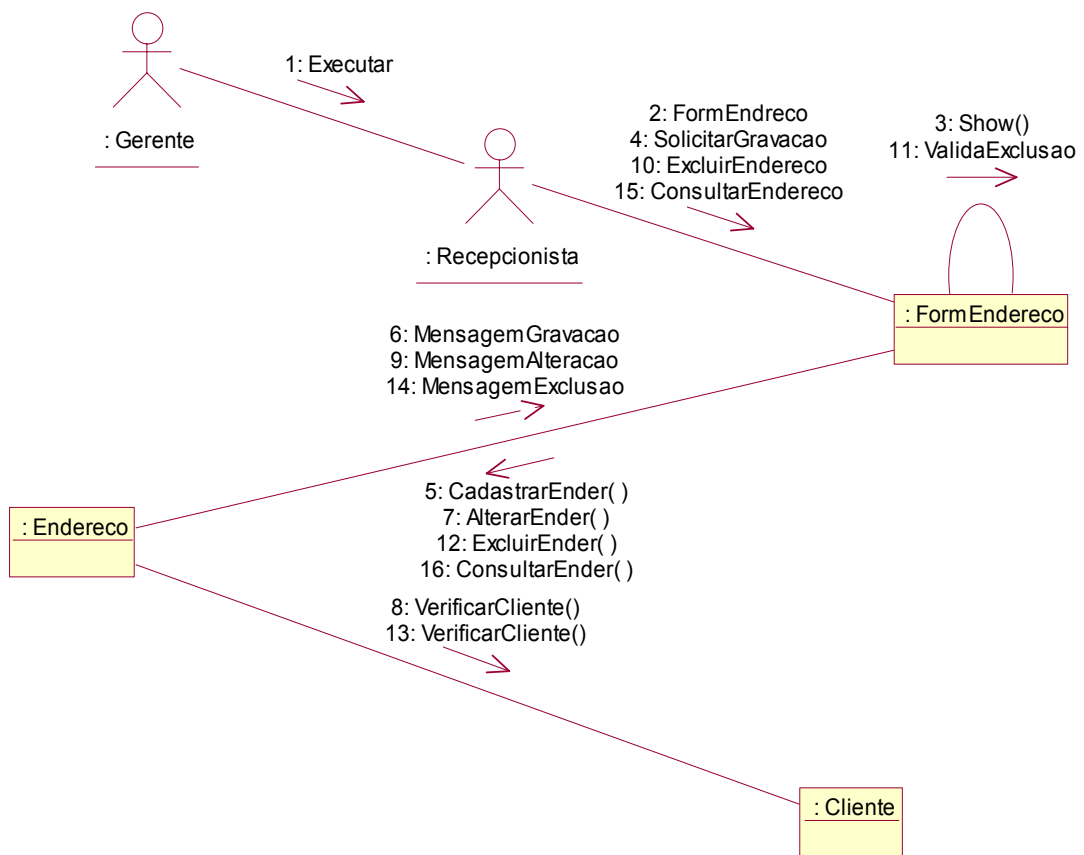 1: Executar
: Gerente
2: FormEndreco
4: SolicitarGravacao
10: ExcluirEndereco
15: ConsultarEndereco
3: Show()
11: ValidaExclusao
: Recepcionista
: FormEndereco
6: MensagemGravacao
9: MensagemAlteracao
14: MensagemExclusao
5: CadastrarEnder( )
7: AlterarEnder( )
12: ExcluirEnder( )
16: ConsultarEnder( )
: Endereco
8: VerificarCliente()
13: VerificarCliente()
: Cliente